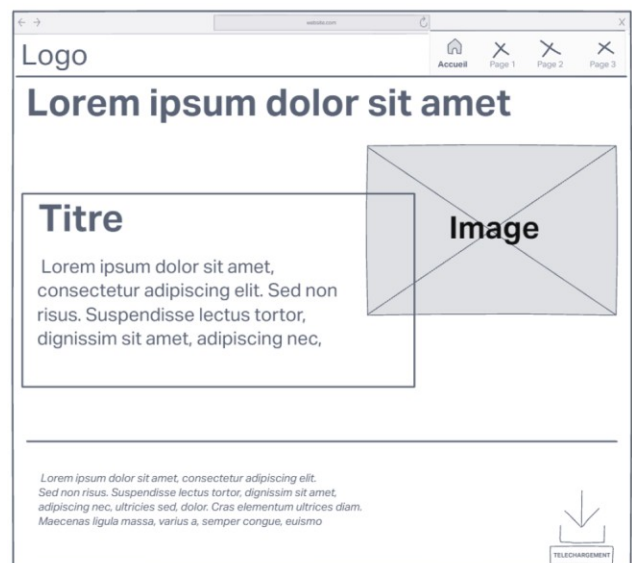 website.com
Logo
Accueil
Page 1
Page 2
Page 3
Lorem ipsum dolor sit amet
Image
Titre
Lorem ipsum dolor sit amet,
consectetur adipiscing elit. Sed non
risus. Suspendisse lectus tortor,
dignissim sit amet, adipiscing nec,
Lorem ipsum dolor sit amet, consectetur adipiscing elit.
Sed non risus. Suspendisse lectus tortor, dignissim sit amet,
adipiscing nec, ultricies sed, dolor. Cras elementum ultrices diam.
Maecenas ligula massa, varius a, semper congue, euismo
TELECHARGEMENT